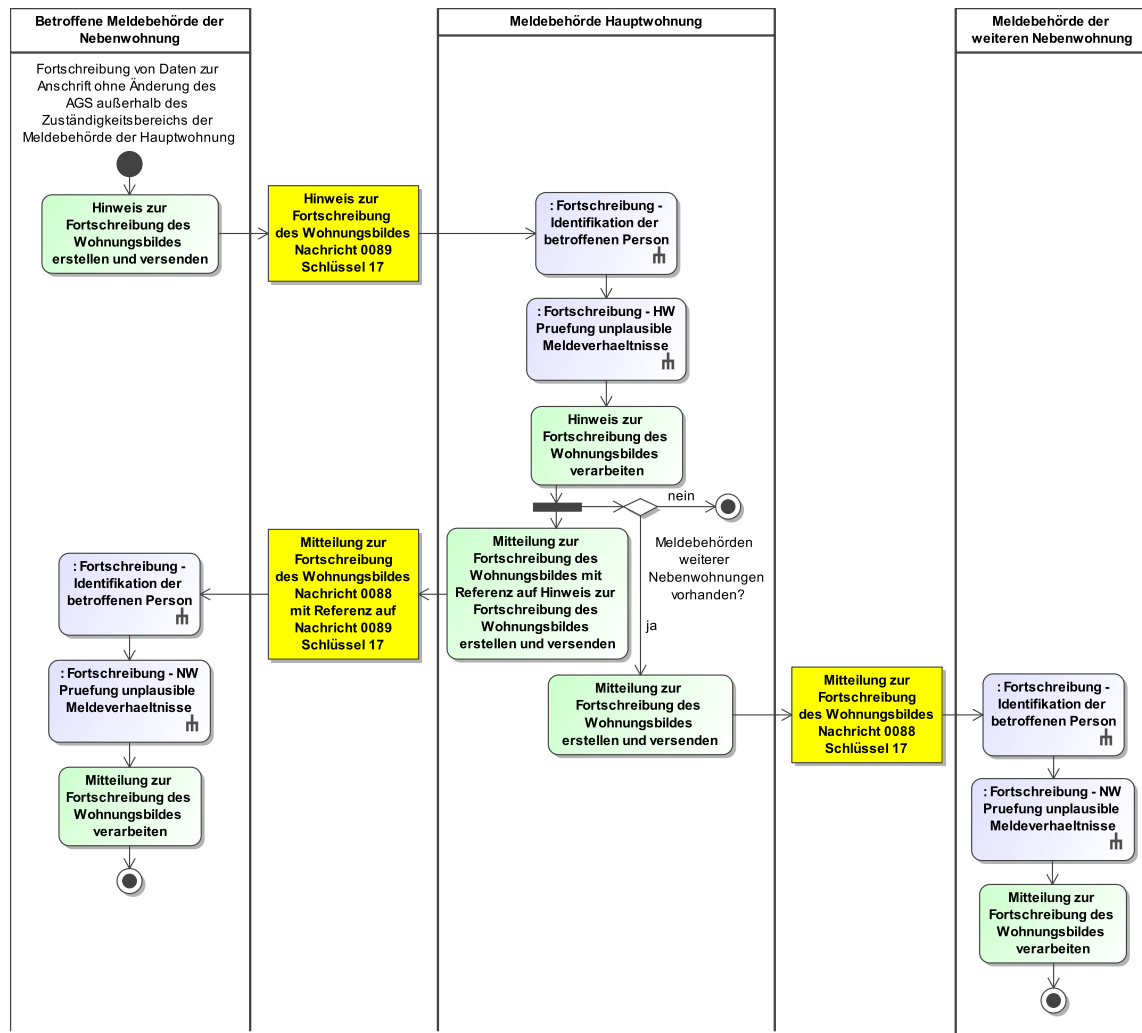 Betroffene Meldebehörde der
Nebenwohnung
Meldebehörde Hauptwohnung
Meldebehörde der
weiteren Nebenwohnung
Fortschreibung von Daten zur
Anschrift ohne Änderung des
AGS außerhalb des
Zuständigkeitsbereichs der
Meldebehörde der Hauptwohnung
Hinweis zur
Fortschreibung des
Wohnungsbildes
erstellen und versenden
Hinweis zur
Fortschreibung
des Wohnungsbildes
Nachricht 0089
Schlüssel 17
: Fortschreibung -
Identifikation der
betroffenen Person
: Fortschreibung - HW
Pruefung unplausible
Meldeverhaeltnisse
Hinweis zur
Fortschreibung des
Wohnungsbildes
verarbeiten
nein
Meldebehörden
weiterer
Nebenwohnungen
vorhanden?
ja
Mitteilung zur
Fortschreibung des
Wohnungsbildes mit
Referenz auf Hinweis zur
Fortschreibung des
Wohnungsbildes
erstellen und versenden
Mitteilung zur
Fortschreibung
des Wohnungsbildes
Nachricht 0088
mit Referenz auf
Nachricht 0089
Schlüssel 17
: Fortschreibung -
Identifikation der
betroffenen Person
: Fortschreibung - NW
Pruefung unplausible
Meldeverhaeltnisse
Mitteilung zur
Fortschreibung des
Wohnungsbildes
verarbeiten
Mitteilung zur
Fortschreibung des
Wohnungsbildes
erstellen und versenden
Mitteilung zur
Fortschreibung
des Wohnungsbildes
Nachricht 0088
Schlüssel 17
: Fortschreibung -
Identifikation der
betroffenen Person
: Fortschreibung - NW
Pruefung unplausible
Meldeverhaeltnisse
Mitteilung zur
Fortschreibung des
Wohnungsbildes
verarbeiten